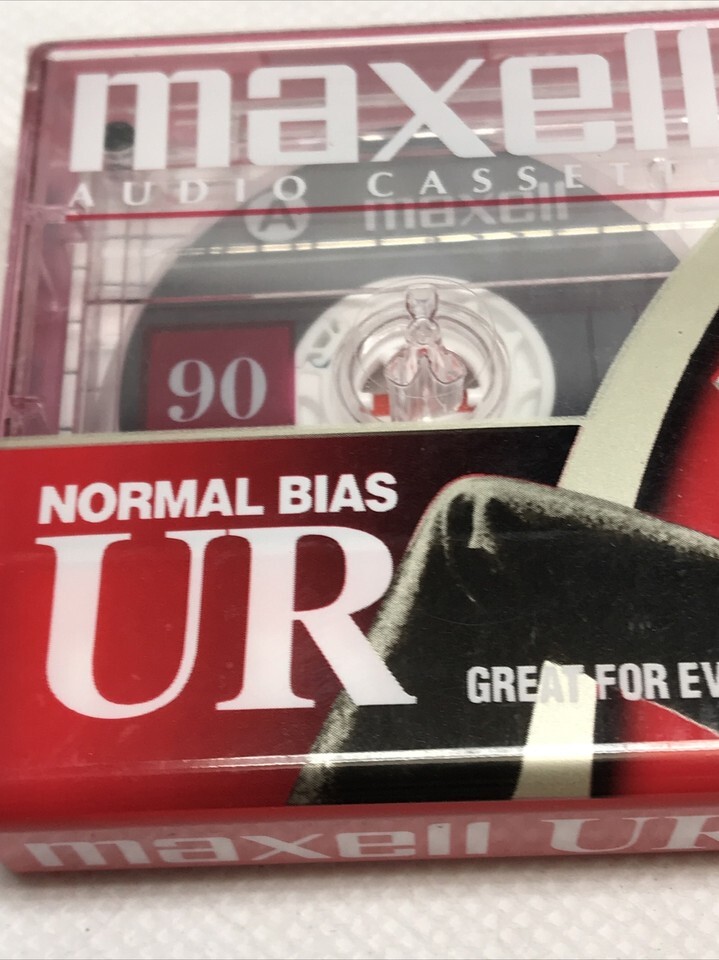 maxell
AUDIO CASSETT
A maxell
90
NORMAL BIAS
UR
GREAT FOR EV
maxell UR